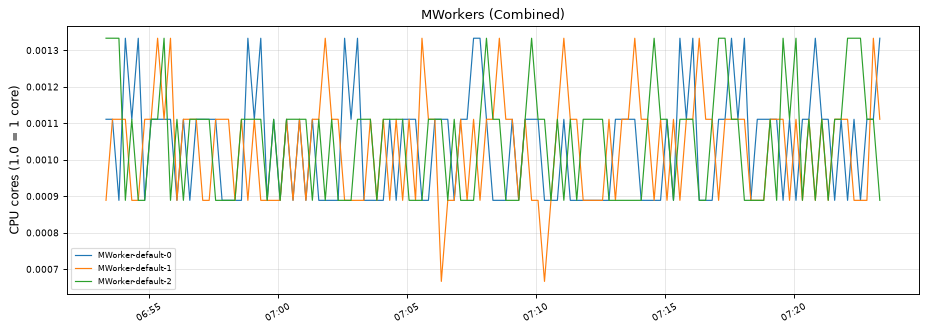 MWorkers (Combined)
CPU cores (1.0 = 1 core)
0.0013
0.0012
0.0011
0.0010
0.0009
0.0008
0.0007
MWorker-default-0
MWorker-default-1
MWorker-default-2
06:55
07:00
07:05
07:10
07:15
07:20